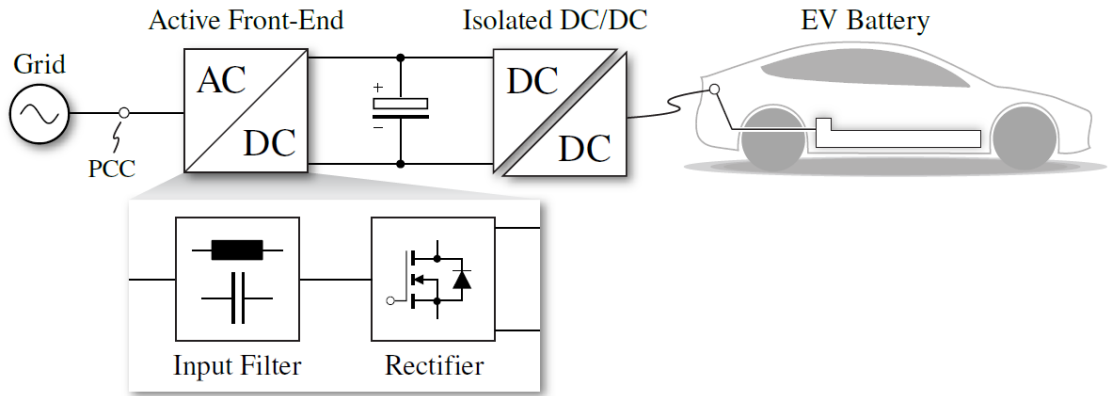 Active Front-End
Isolated DC/DC
EV Battery
Grid
AC
DC
+
−
DC
DC
PCC
Input Filter
Rectifier